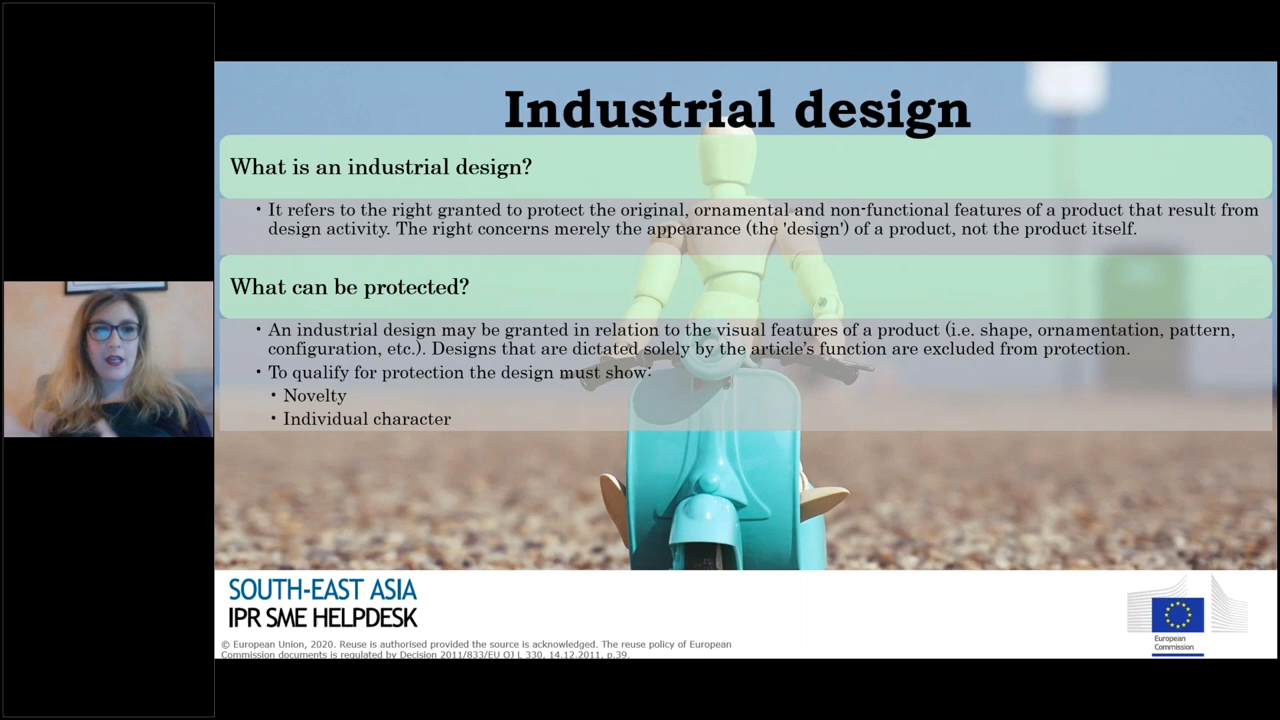 Industrial design
What is an industrial design?
• It refers to the right granted to protect the original, ornamental and non-functional features of a product that result from
design activity. The right concerns merely the appearance (the 'design') of a product, not the product itself.
What can be protected?
• An industrial design may be granted in relation to the visual features of a product (i.e. shape, ornamentation, pattern,
configuration, etc.). Designs that are dictated solely by the article's function are excluded from protection.
• To qualify for protection the design must show:
• Novelty
• Individual character
SOUTH-EAST ASIA
IPR SME HELPDESK
© European Union, 2020. Reuse is authorised provided the source is acknowledged. The reuse policy of European
Commission documents is regulated by Decision 2011/833/EU OJ L 330, 14.12.2011, p.39.
European
Commission